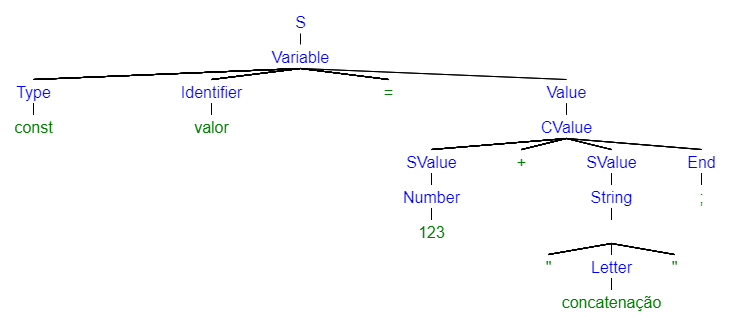 S
Variable
Type Identifier = Value
const valor CValue
SValue + SValue End
Number String ;
123
" Letter "
concatenação